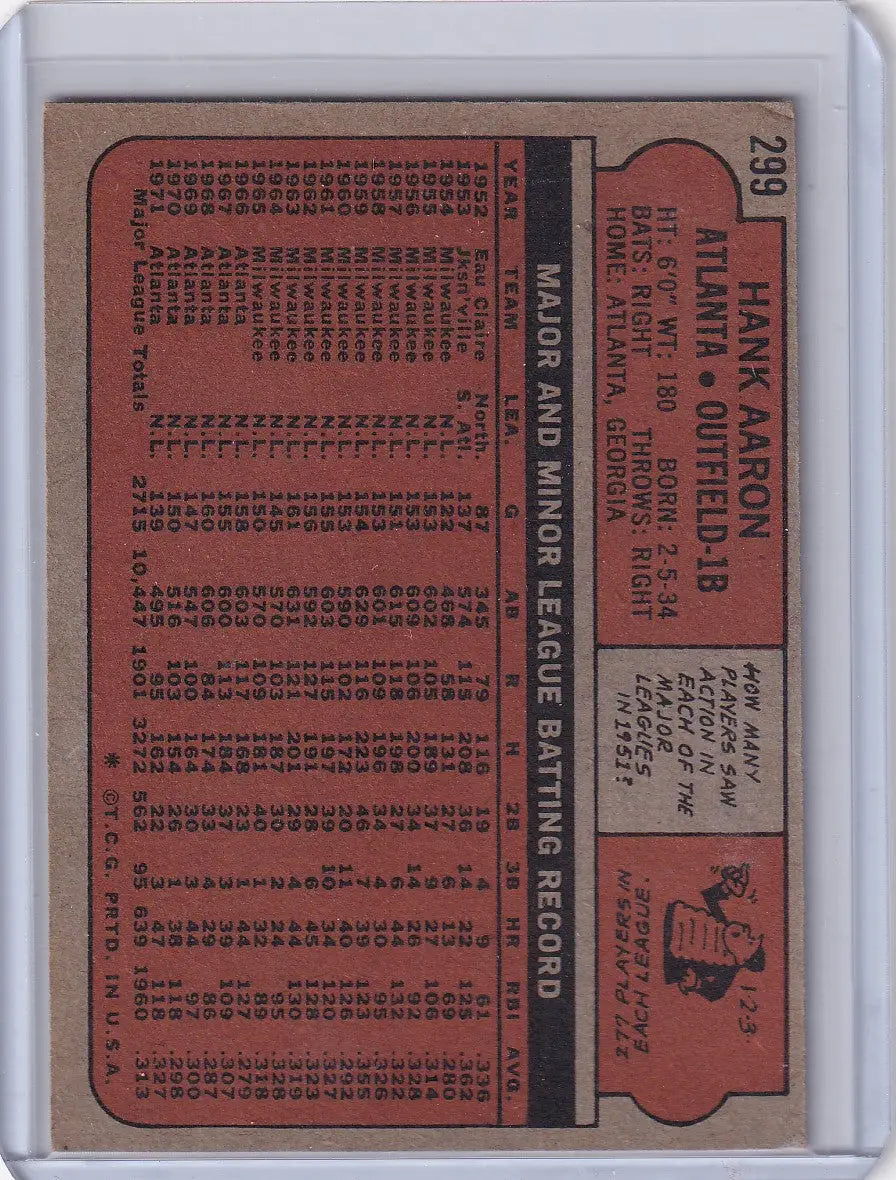 299
HANK AARON
ATLANTA • OUTFIELD-1B
HT: 6'0" WT: 180 BORN: 2-5-34
BATS: RIGHT THROWS: RIGHT
HOME: ATLANTA, GEORGIA
HOW MANY
PLAYERS SAW
ACTION IN
EACH OF THE
MAJOR
LEAGUES
IN 1951?
1-2-3-
277 PLAYERS IN
EACH LEAGUE.
MAJOR AND MINOR LEAGUE BATTING RECORD
YEAR TEAM LEA G AB R H 2B 3B HR RBI AVG.
1952 Eau Claire North. 87 345 79 116 19 4 9 61 .336
1953 Jksn'ville S. Atl. 137 574 115 208 36 14 22 125 .362
1954 Milwaukee N.L. 122 468 58 131 27 6 13 69 .280
1955 Milwaukee N.L. 153 602 105 189 37 9 27 106 .314
1956 Milwaukee N.L. 153 609 106 200 34 14 26 92 .328
1957 Milwaukee N.L. 151 615 118 198 27 6 44 132 .322
1958 Milwaukee N.L. 153 601 109 196 34 4 30 95 .326
1959 Milwaukee N.L. 154 629 116 223 46 7 39 123 .355
1960 Milwaukee N.L. 153 590 102 172 20 11 40 126 .292
1961 Milwaukee N.L. 155 603 115 197 39 10 34 120 .327
1962 Milwaukee N.L. 156 592 127 191 28 6 45 128 .323
1963 Milwaukee N.L. 161 631 121 201 29 4 44 130 .319
1964 Milwaukee N.L. 145 570 103 187 30 2 24 95 .328
1965 Milwaukee N.L. 150 570 109 181 40 1 32 89 .318
1966 Atlanta N.L. 158 603 117 168 23 1 44 127 .279
1967 Atlanta N.L. 155 600 113 184 37 3 39 109 .307
1968 Atlanta N.L. 160 606 84 174 33 4 29 86 .287
1969 Atlanta N.L. 147 547 100 164 30 3 44 97 .300
1970 Atlanta N.L. 150 516 103 154 26 1 38 118 .298
1971 Atlanta N.L. 139 495 95 162 22 3 47 118 .327
Major League Totals 2715 10,447 1901 3272 562 95 639 1960 .313
* ©T.C.G. PRTD. IN U.S.A.